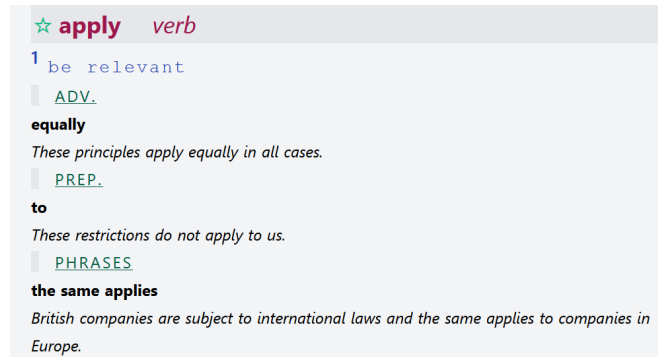 ☆ apply verb
1 be relevant
ADV.
equally
These principles apply equally in all cases.
PREP.
to
These restrictions do not apply to us.
PHRASES
the same applies
British companies are subject to international laws and the same applies to companies in
Europe.